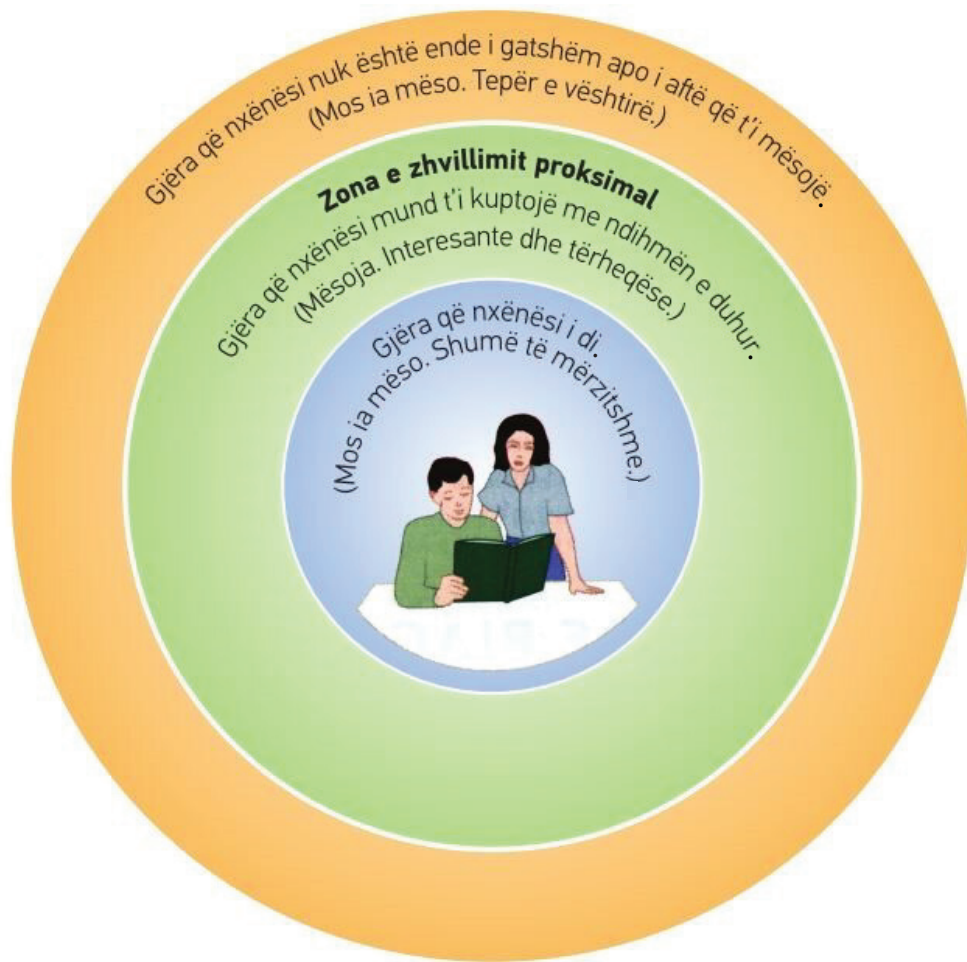 Gjëra që nxënësi nuk është ende i gatshëm apo i aftë që t'i mësojë.
(Mos ia mëso. Tepër e vështirë.)
Zona e zhvillimit proksimal
Gjëra që nxënësi mund t'i kuptojë me ndihmën e duhur.
(Mësoja. Interesante dhe tërheqëse.)
Gjëra që nxënësi i di.
(Mos ia mëso. Shumë të mërzitshme.)